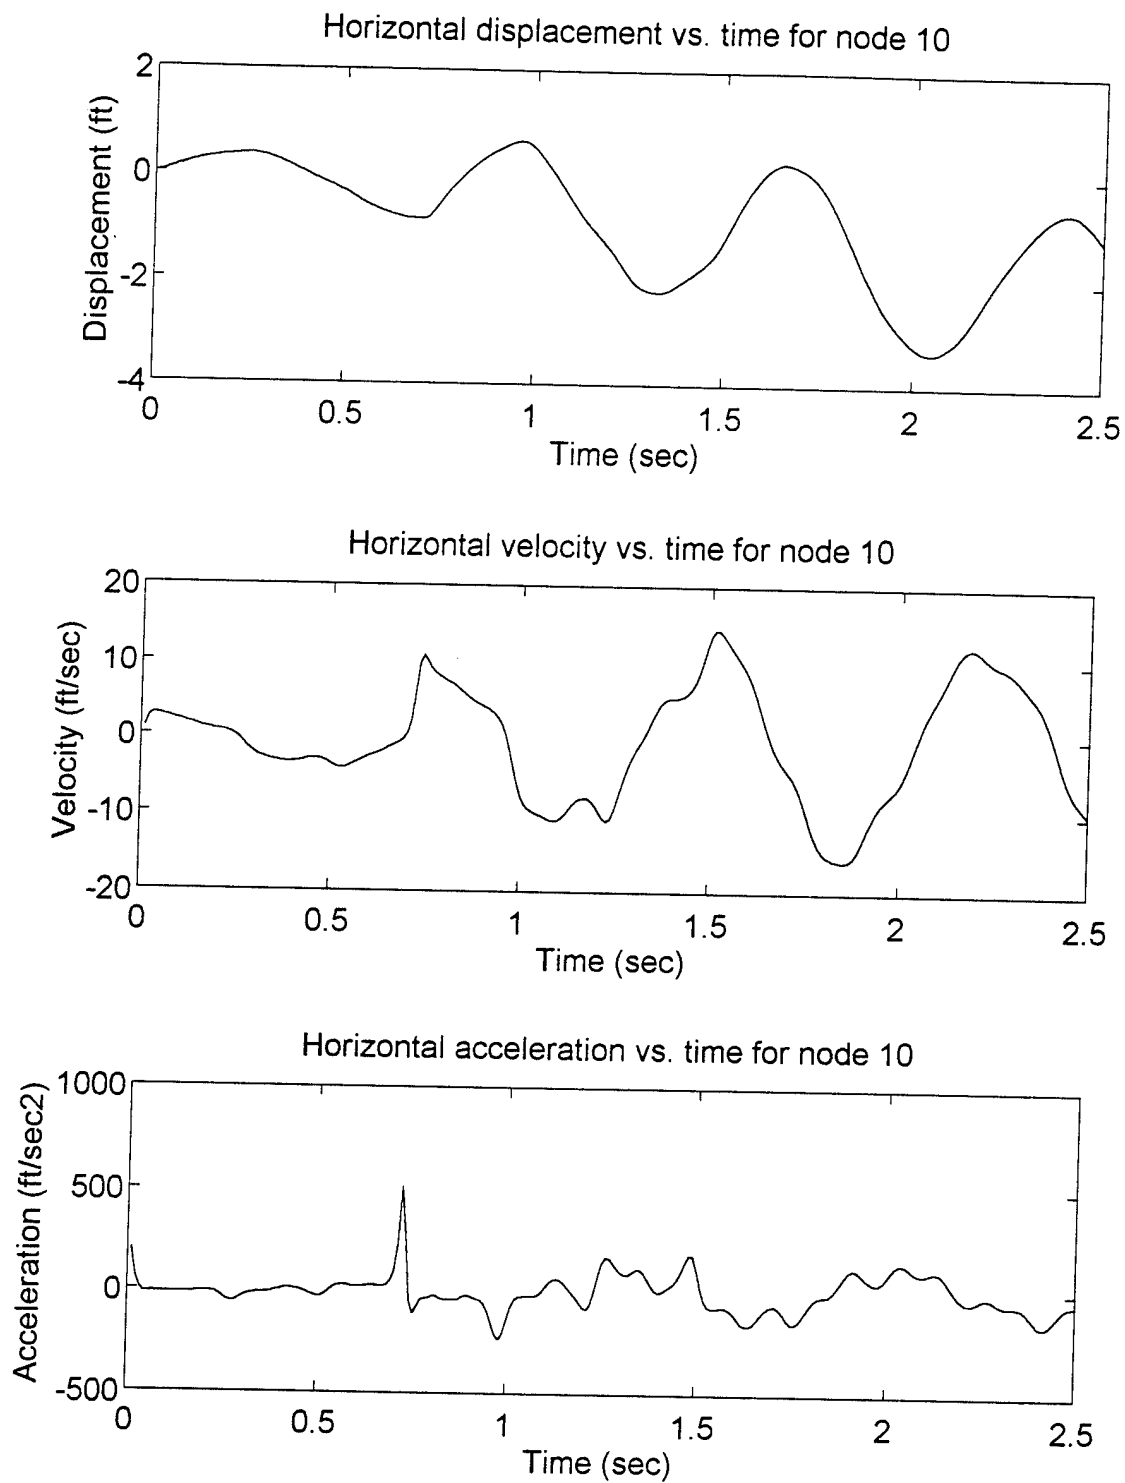 Horizontal displacement vs. time for node 10
2
0
-2
-4
Displacement (ft)
0 0.5 1 1.5 2 2.5
Time (sec)
Horizontal velocity vs. time for node 10
20
10
0
-10
-20
Velocity (ft/sec)
0 0.5 1 1.5 2 2.5
Time (sec)
Horizontal acceleration vs. time for node 10
1000
500
0
-500
Acceleration (ft/sec2)
0 0.5 1 1.5 2 2.5
Time (sec)